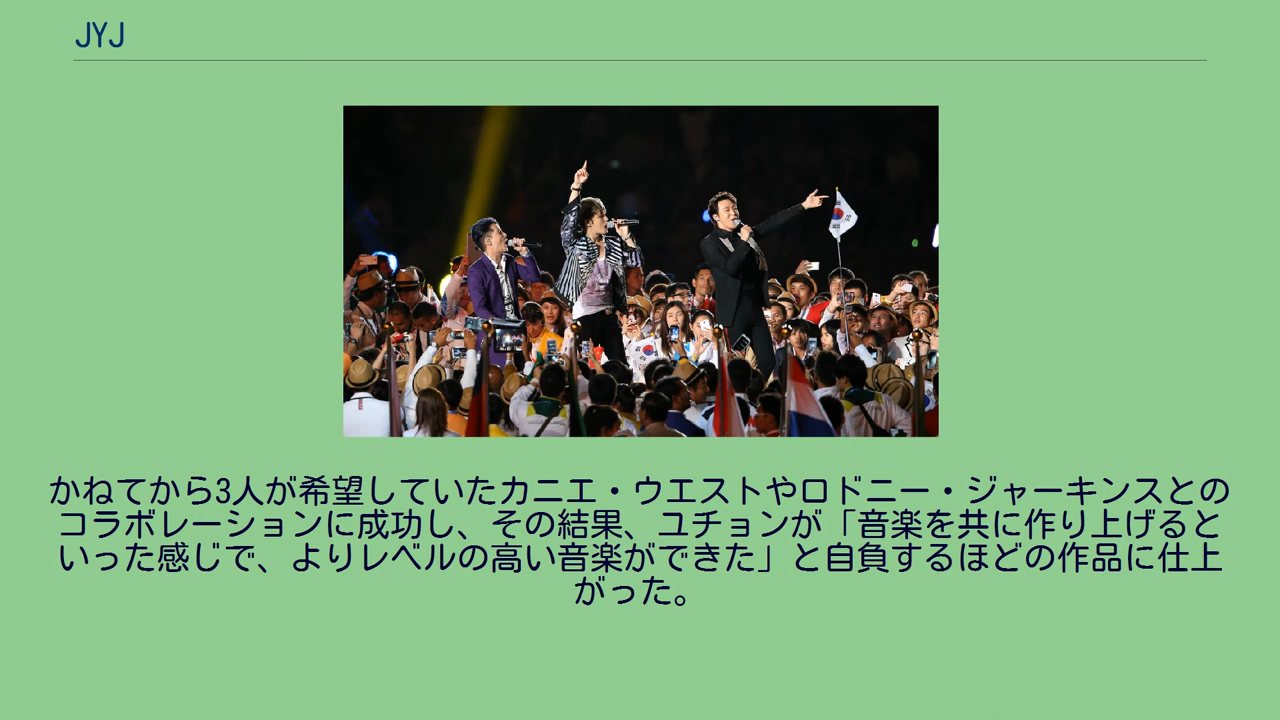 JYJ
かねてから3人が希望していたカニエ・ウエストやロドニー・ジャーキンスとの
コラボレーションに成功し、その結果、ユチョンが「音楽を共に作り上げると
いった感じで、よりレベルの高い音楽ができた」と自負するほどの作品に仕上
がった。